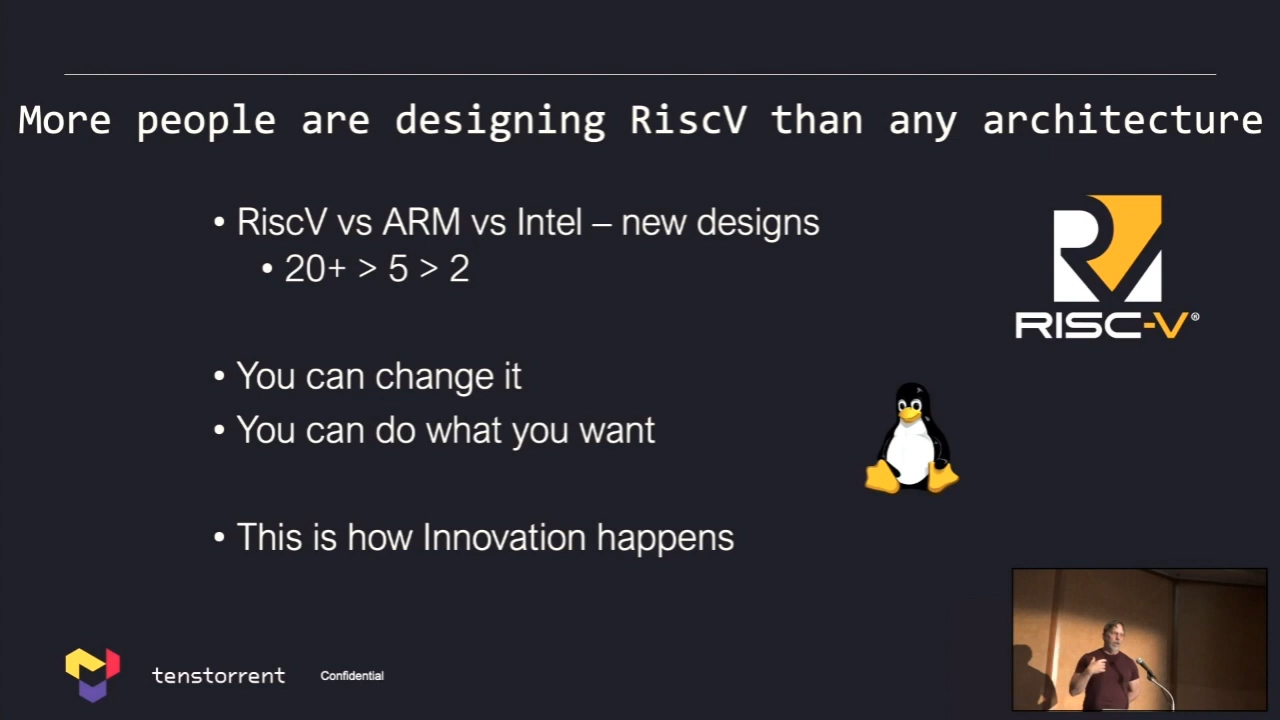 More people are designing RiscV than any architecture
• RiscV vs ARM vs Intel – new designs
• 20+ > 5 > 2
RISC-V®
• You can change it
• You can do what you want
• This is how Innovation happens
tenstorrent Confidential